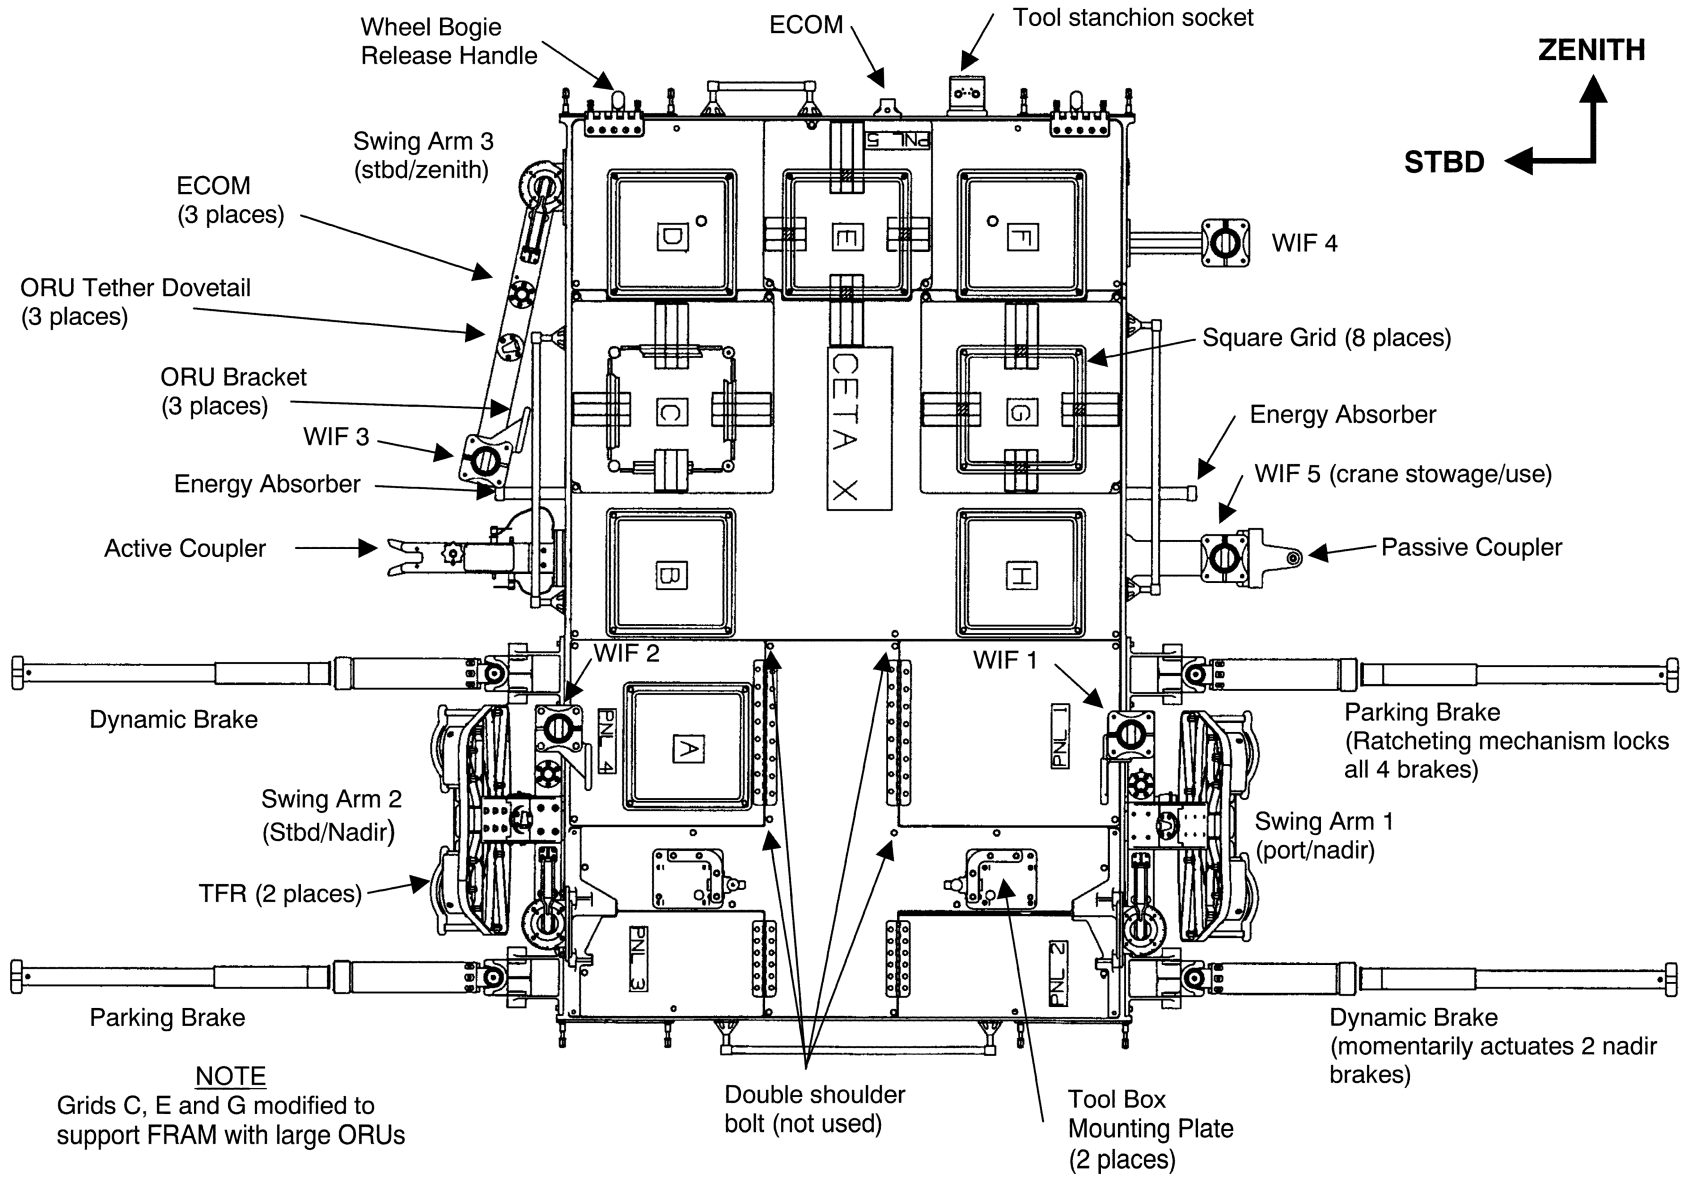 Wheel Bogie
Release Handle
ECOM
Tool stanchion socket
ZENITH
STBD
Swing Arm 3
(stbd/zenith)
ECOM
(3 places)
ORU Tether Dovetail
(3 places)
ORU Bracket
(3 places)
WIF 3
Energy Absorber
Active Coupler
PNL 5
D
E
F
WIF 4
Square Grid (8 places)
C
CETA X
G
Energy Absorber
WIF 5 (crane stowage/use)
Passive Coupler
B
H
WIF 2
WIF 1
Dynamic Brake
Parking Brake
(Ratcheting mechanism locks
all 4 brakes)
PNL 4
A
PNL 1
Swing Arm 2
(Stbd/Nadir)
Swing Arm 1
(port/nadir)
TFR (2 places)
PNL 3
PNL 2
Parking Brake
Dynamic Brake
(momentarily actuates 2 nadir
brakes)
NOTE
Grids C, E and G modified to
support FRAM with large ORUs
Double shoulder
bolt (not used)
Tool Box
Mounting Plate
(2 places)